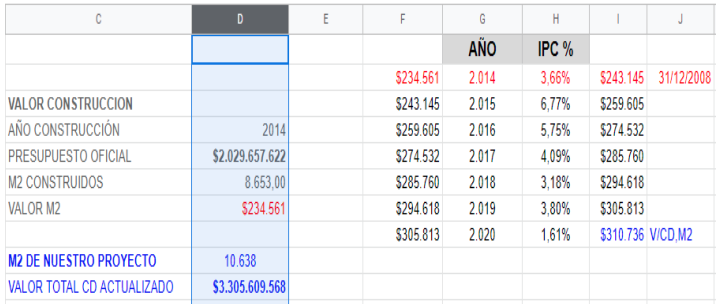 C D E F G H I J
AÑO IPC %
$234.561 2.014 3,66% $243.145 31/12/2008
VALOR CONSTRUCCION $243.145 2.015 6,77% $259.605
AÑO CONSTRUCCIÓN 2014 $259.605 2.016 5,75% $274.532
PRESUPUESTO OFICIAL $2.029.657.622 $274.532 2.017 4,09% $285.760
M2 CONSTRUIDOS 8.653,00 $285.760 2.018 3,18% $294.618
VALOR M2 $234.561 $294.618 2.019 3,80% $305.813
$305.813 2.020 1,61% $310.736 V/CD,M2
M2 DE NUESTRO PROYECTO 10.638
VALOR TOTAL CD ACTUALIZADO $3.305.609.568